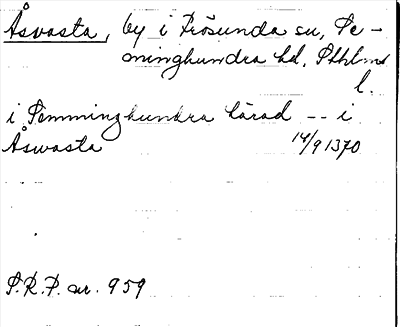 Åsvasta, by i Frösunda sn, Se-
minghundra hd, Sthlms
l.
i Semminghundra härad -- i
Åswasta 14/9 1370
S.R.P. nr. 959